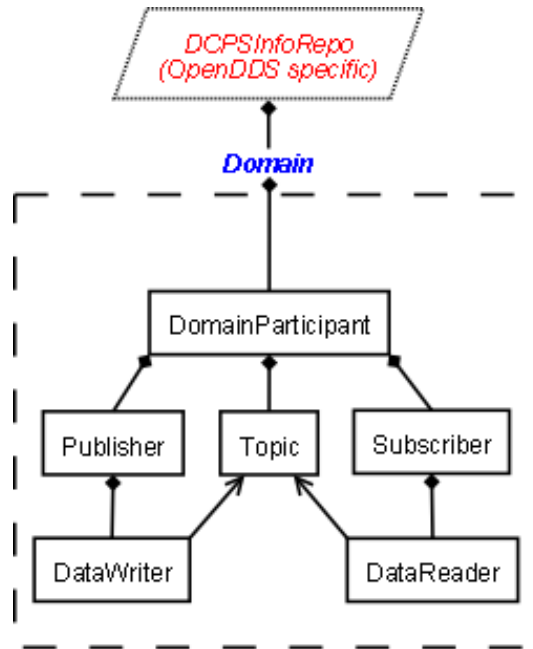 DCPSInfoRepo
(OpenDDS specific)
Domain
DomainParticipant
Publisher
Topic
Subscriber
DataWriter
DataReader